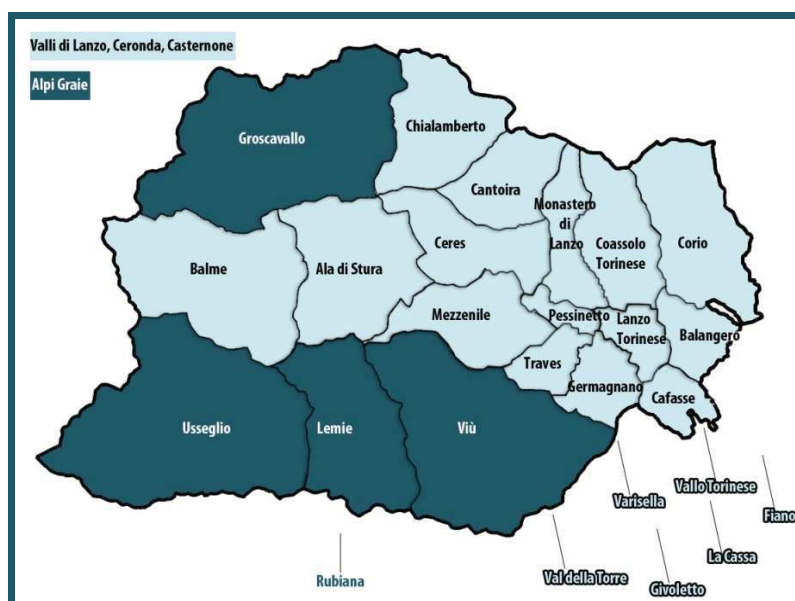 Valli di Lanzo, Ceronda, Casternone
Alpi Graie
Groscavallo
Chialamberto
Cantoira
Monastero
di
Lanzo
Coassolo
Torinese
Corio
Balme
Ala di Stura
Ceres
Mezzenile
Pessinetto
Lanzo
Torinese
Balangero
Traves
Germagnano
Cafasse
Usseglio
Lemie
Viù
Varisella
Vallo Torinese
Fiano
Rubiana
Val della Torre
Givoletto
La Cassa